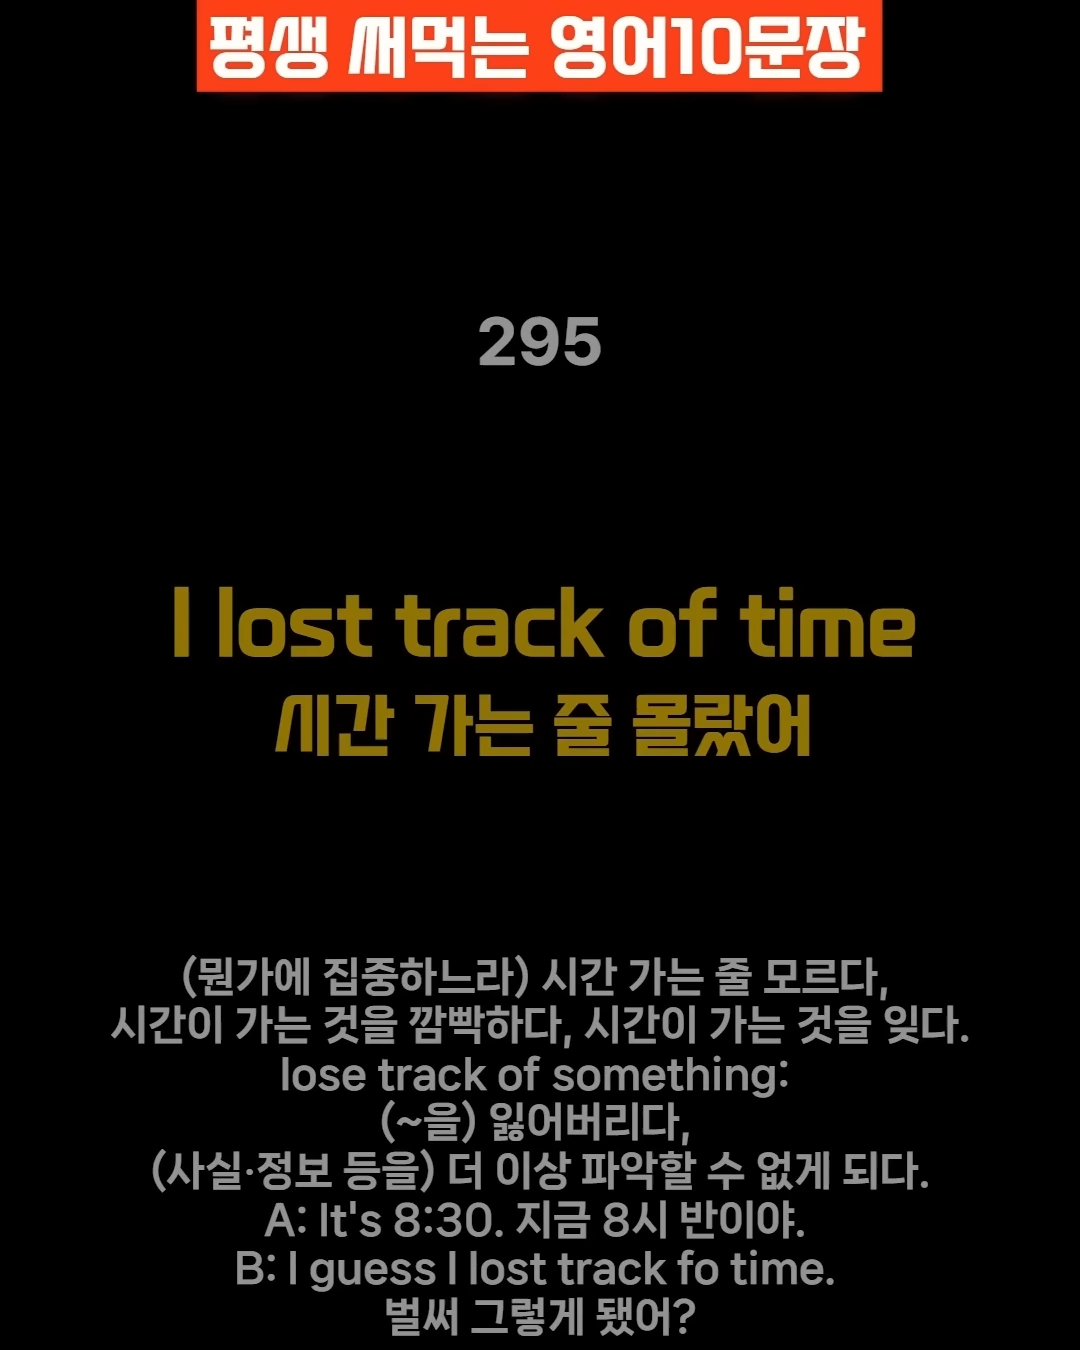 평생 써먹는 영어10문장
295
I lost track of time
시간 가는 줄 몰랐어
(뭔가에 집중하느라) 시간 가는 줄 모르다,
시간이 가는 것을 깜빡하다, 시간이 가는 것을 잊다.
lose track of something:
(~을) 잃어버리다,
(사실·정보 등을) 더 이상 파악할 수 없게 되다.
A: It's 8:30. 지금 8시 반이야.
B: I guess I lost track fo time.
벌써 그렇게 됐어?